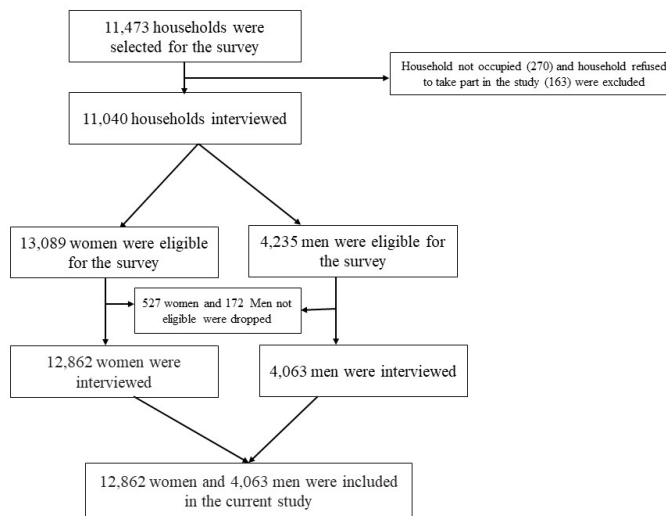 11,473 households were
selected for the survey
Household not occupied (270) and household refused
to take part in the study (163) were excluded
11,040 households interviewed
13,089 women were eligible
for the survey
4,235 men were eligible for
the survey
527 women and 172 Men not
eligible were dropped
12,862 women were
interviewed
4,063 men were interviewed
12,862 women and 4,063 men were included
in the current study